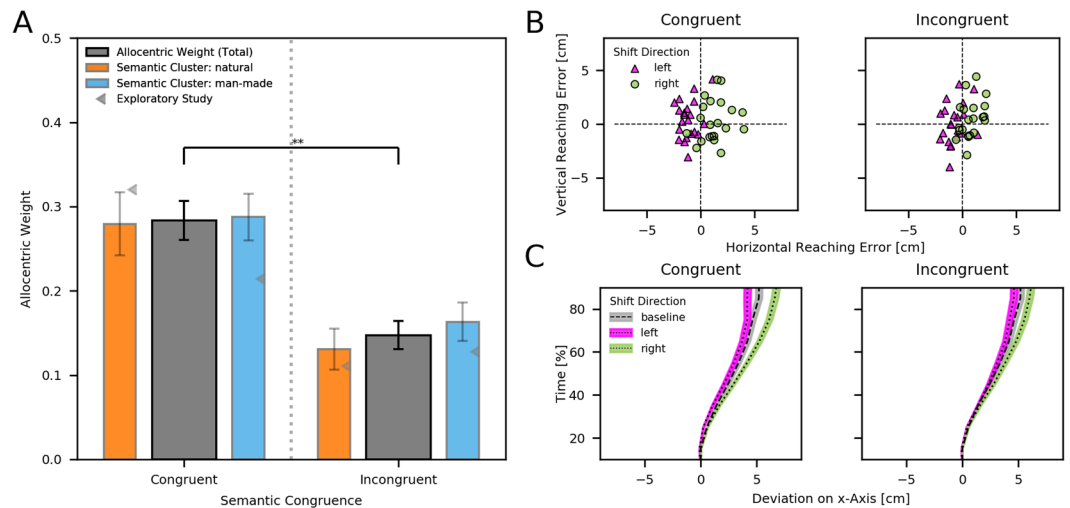 A
0.5
0.4
0.3
0.2
0.1
0.0
Allocentric Weight
Allocentric Weight (Total)
Semantic Cluster: natural
Semantic Cluster: man-made
Exploratory Study
**
Congruent
Incongruent
Semantic Congruence
B
Congruent
Incongruent
Shift Direction
left
right
5
0
−5
Vertical Reaching Error [cm]
−5 0 5
−5 0 5
Horizontal Reaching Error [cm]
C
Congruent
Incongruent
Shift Direction
baseline
left
right
80
60
40
20
Time [%]
−5 0 5
−5 0 5
Deviation on x-Axis [cm]